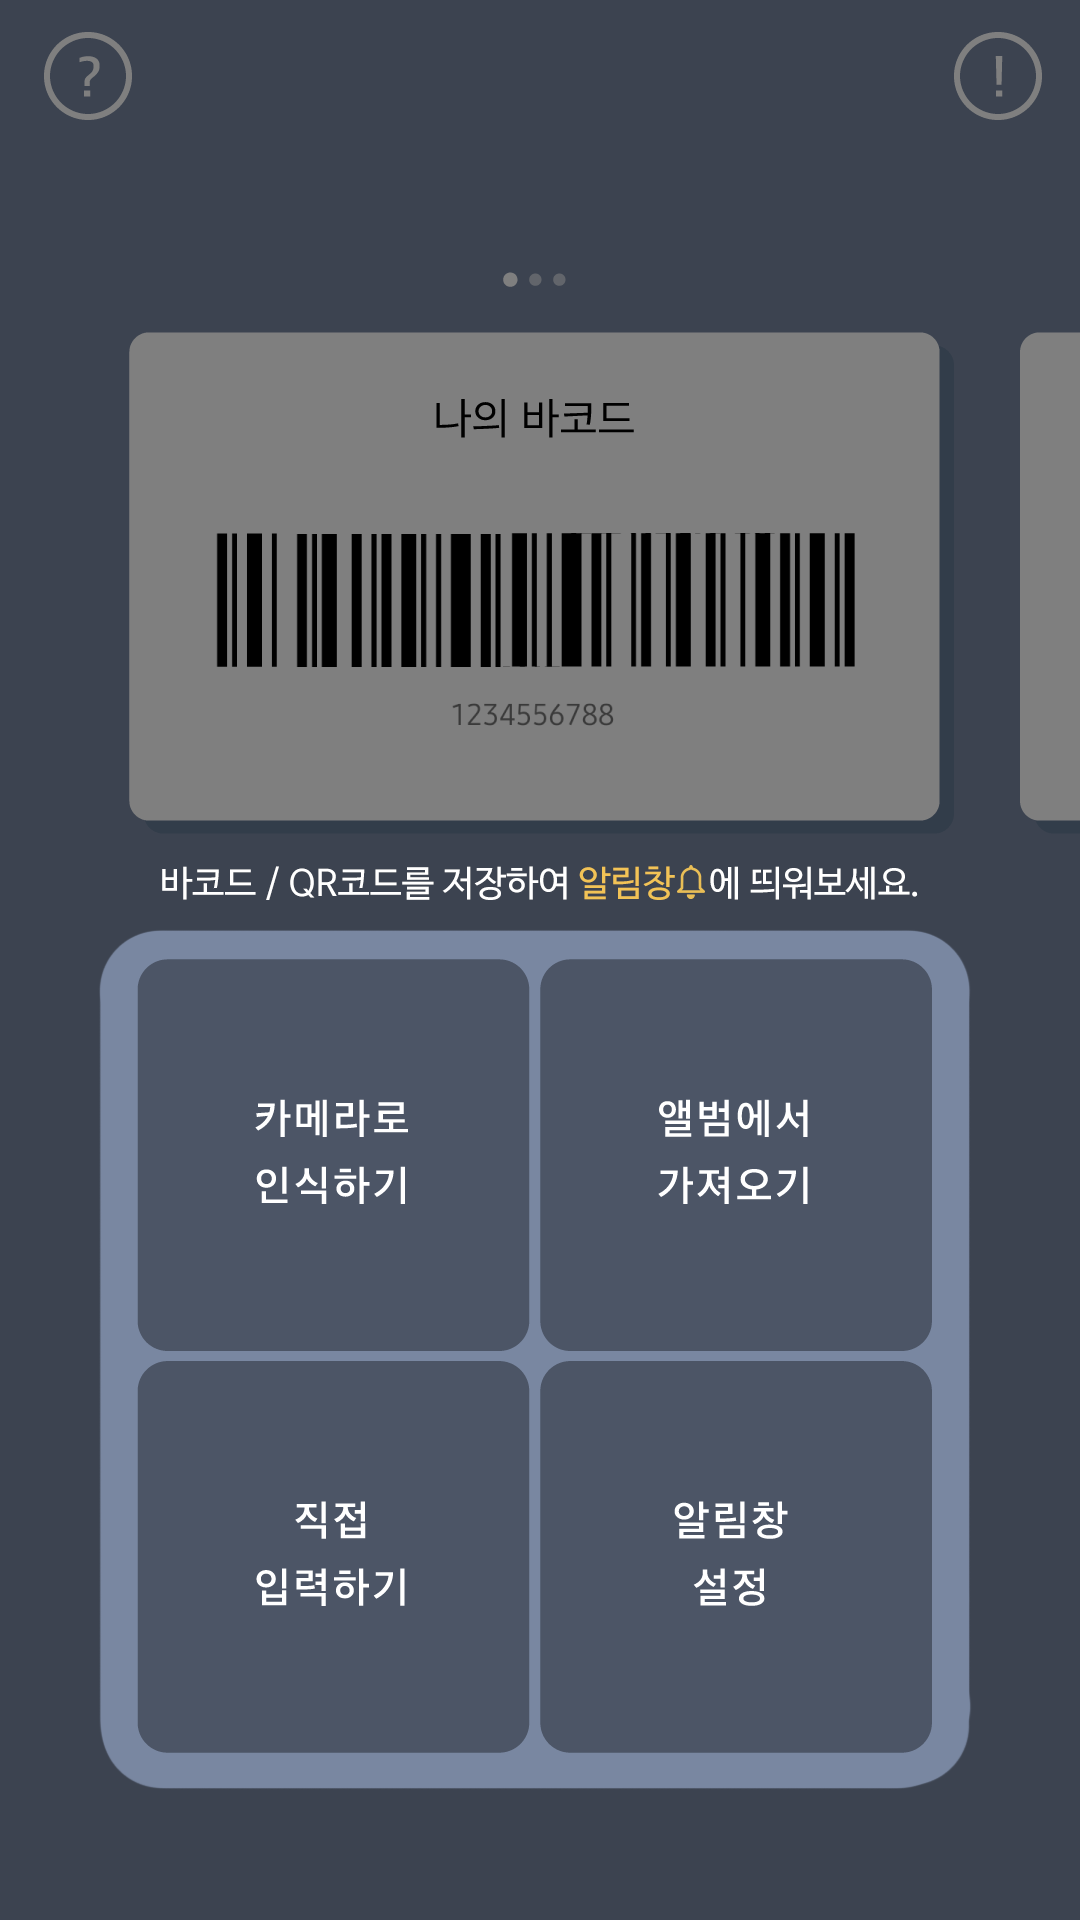 ? !
나의 바코드
1234556788
바코드 / QR코드를 저장하여 알림창에 띄워보세요.
카메라로
인식하기
앨범에서
가져오기
직접
입력하기
알림창
설정